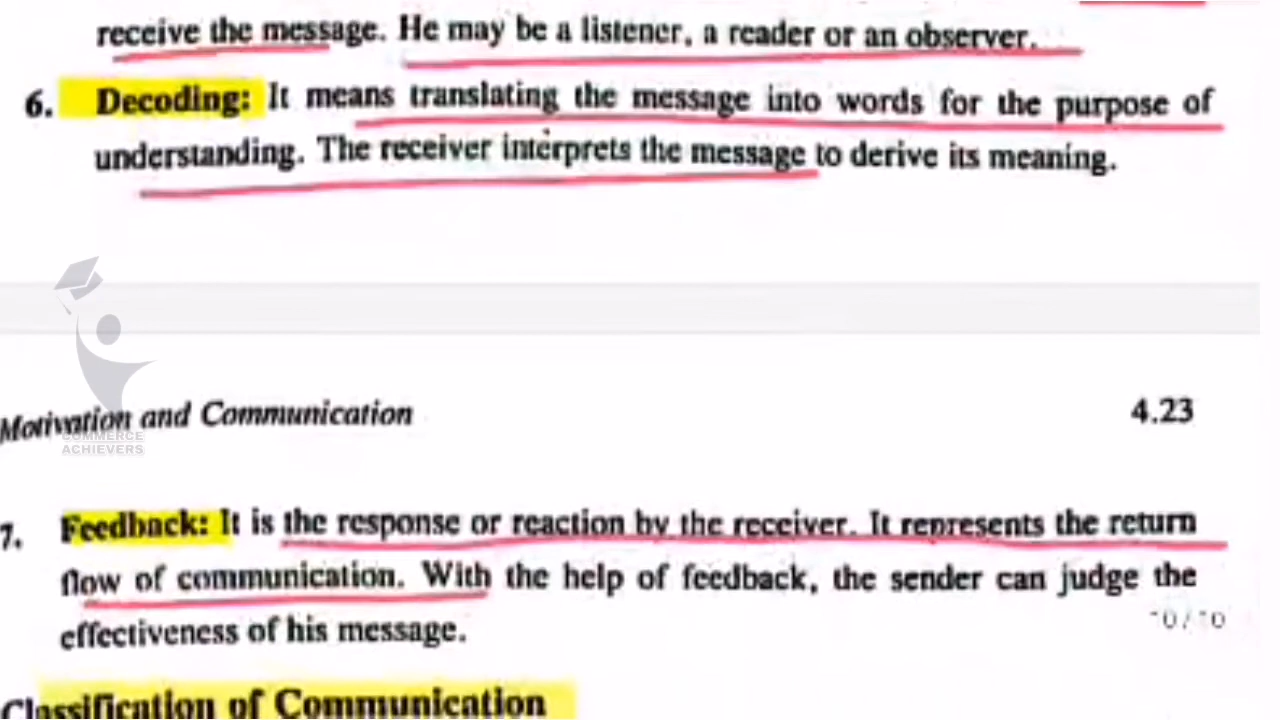 receive the message. He may be a listener, a reader or an observer.
6. Decoding: It means translating the message into words for the purpose of
understanding. The receiver interprets the message to derive its meaning.
Motivation and Communication 4.23
COMMERCE
ACHIEVERS
7. Feedback: It is the response or reaction by the receiver. It represents the return
flow of communication. With the help of feedback, the sender can judge the
effectiveness of his message.
10/10
Classification of Communication